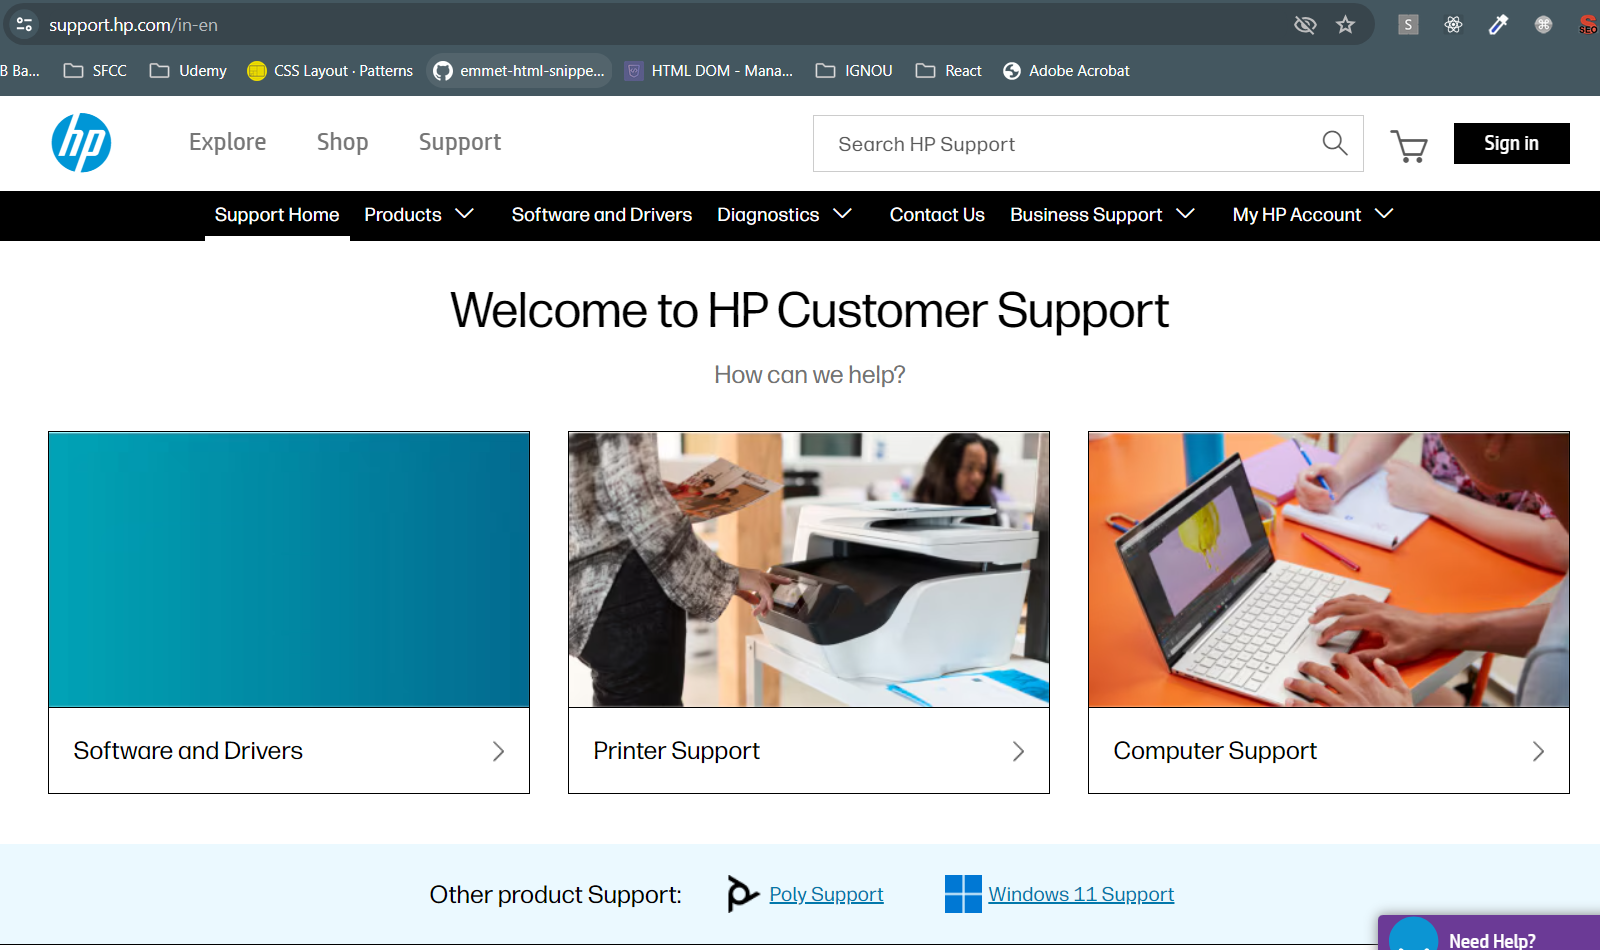 support.hp.com/in-en
S
SEO
B Ba...
SFCC
Udemy
CSS Layout · Patterns
emmet-html-snippe...
HTML DOM - Mana...
IGNOU
React
Adobe Acrobat
hp
Explore
Shop
Support
Search HP Support
Sign in
Support Home
Products
Software and Drivers
Diagnostics
Contact Us
Business Support
My HP Account
Welcome to HP Customer Support
How can we help?
Software and Drivers
Printer Support
Computer Support
Other product Support:
Poly Support
Windows 11 Support
Need Help?